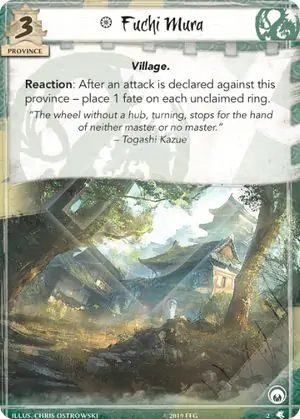 3
PROVINCE
Fuchi Mura
Village.
Reaction: After an attack is declared against this
province – place 1 fate on each unclaimed ring.
“The wheel without a hub, turning, stops for the hand
of neither master or no master.”
– Togashi Kazue
ILLUS. CHRIS OSTROWSKI
© 2019 FFG
2